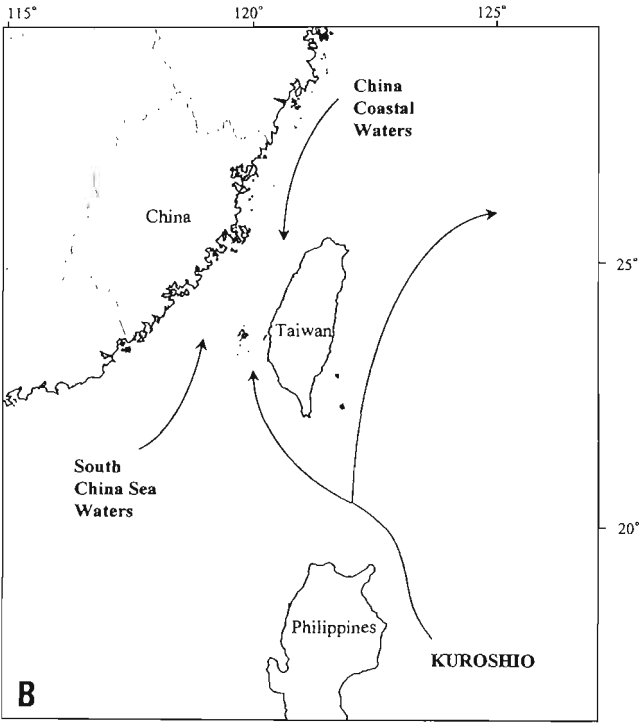 115° 120° 125°
China
Coastal
Waters
China
25°
Taiwan
South
China Sea
Waters
20°
Philippines
KUROSHIO
B